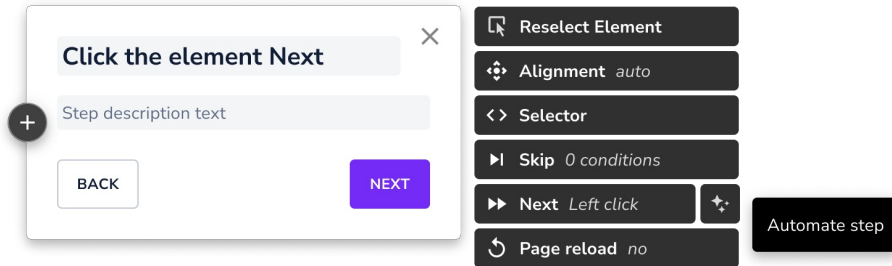 Click the element Next
Step description text
BACK
NEXT
Reselect Element
Alignment auto
Selector
Skip 0 conditions
Next Left click
Automate step
Page reload no